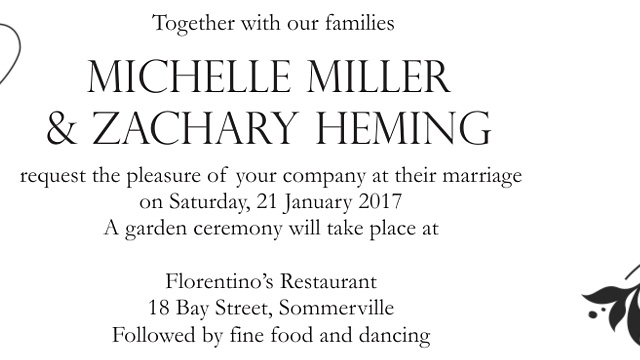 Together with our families
MICHELLE MILLER
& ZACHARY HEMING
request the pleasure of your company at their marriage
on Saturday, 21 January 2017
A garden ceremony will take place at
Florentino’s Restaurant
18 Bay Street, Sommerville
Followed by fine food and dancing